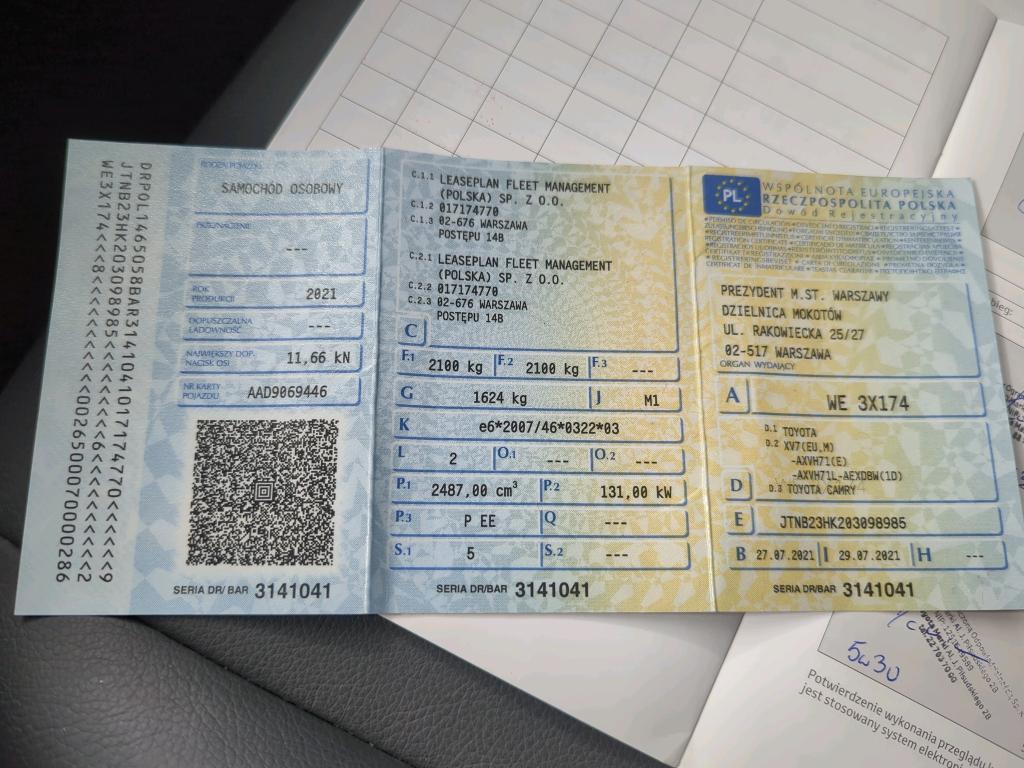 DRPOL1465058BAR3141041017174770<<<<<<<<<9
WE3X174<<<8<<<<<<<<<0026500070000286
RODZAJ POJAZDU
SAMOCHÓD OSOBOWY
PRZEZNACZENIE
---
ROK PRODUKCJI
2021
DOPUSZCZALNA ŁADOWNOŚĆ
---
NAJWIĘKSZY DOP. NACISK OSI
11,66 kN
NR KARTY POJAZDU
AAD9069446
SERIA DR/BAR 3141041
C.1.1 LEASEPLAN FLEET MANAGEMENT
(POLSKA) SP. Z O.O.
C.1.2 017174770
C.1.3 02-676 WARSZAWA
POSTĘPU 14B
C.2.1 LEASEPLAN FLEET MANAGEMENT
(POLSKA) SP. Z O.O.
C.2.2 017174770
C.2.3 02-676 WARSZAWA
POSTĘPU 14B
C
F.1 2100 kg F.2 2100 kg F.3 ---
G 1624 kg J M1
K e6*2007/46*0322*03
L 2 O.1 --- O.2 ---
P.1 2487,00 cm³ P.2 131,00 kW
P.3 P EE Q ---
S.1 5 S.2 ---
SERIA DR/BAR 3141041
PL
WSPÓLNOTA EUROPEJSKA
RZECZPOSPOLITA POLSKA
Dowód Rejestracyjny
PREZYDENT M.ST. WARSZAWY
DZIELNICA MOKOTÓW
UL. RAKOWIECKA 25/27
02-517 WARSZAWA
ORGAN WYDAJĄCY
A WE 3X174
D.1 TOYOTA
D.2 XV7(EU,M)
-AXVH71(E)
-AXVH71L-AEXDBW(1D)
D D.3 TOYOTA CAMRY
E JTNB23HK203098985
B 27.07.2021 I 29.07.2021 H ---
SERIA DR/BAR 3141041
5w30
Potwierdzenie wykonania przeglądu
jest stosowany system